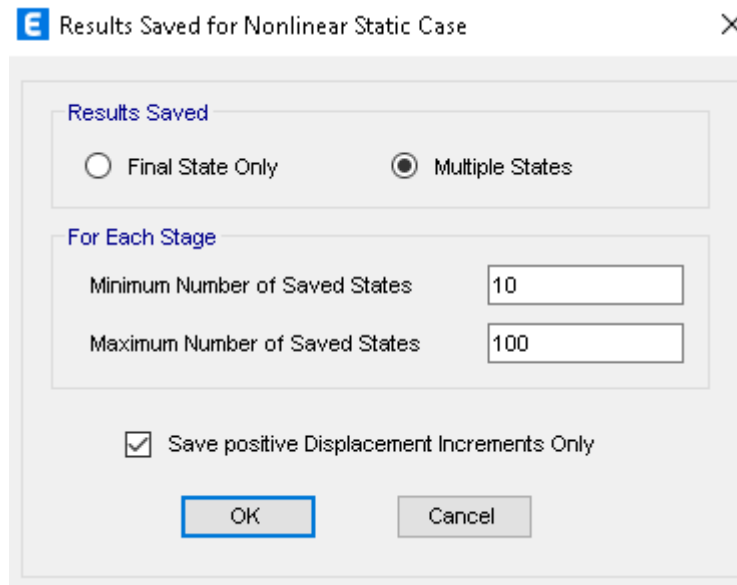 E Results Saved for Nonlinear Static Case
Results Saved
Final State Only Multiple States
For Each Stage
Minimum Number of Saved States 10
Maximum Number of Saved States 100
Save positive Displacement Increments Only
OK Cancel